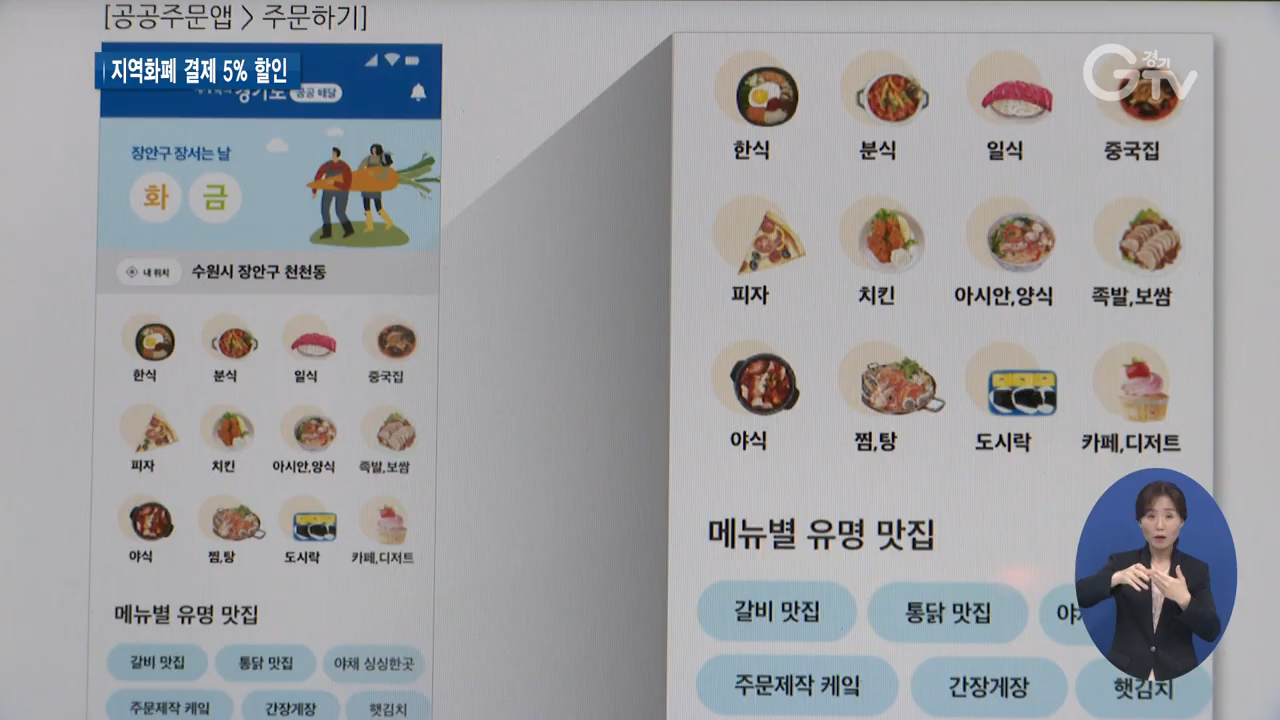 [공공주문앱 > 주문하기]
지역화폐 결제 5% 할인
경기도 공공 배달
장안구 장서는 날
화 금
내 위치 수원시 장안구 천천동
한식 분식 일식 중국집
피자 치킨 아시안,양식 족발,보쌈
야식 찜,탕 도시락 카페,디저트
메뉴별 유명 맛집
갈비 맛집 통닭 맛집 야채 싱싱한곳
주문제작 케잌 간장게장 햇김치
경기
GTV
한식 분식 일식 중국집
피자 치킨 아시안,양식 족발,보쌈
야식 찜,탕 도시락 카페,디저트
메뉴별 유명 맛집
갈비 맛집 통닭 맛집
주문제작 케잌 간장게장 햇김치